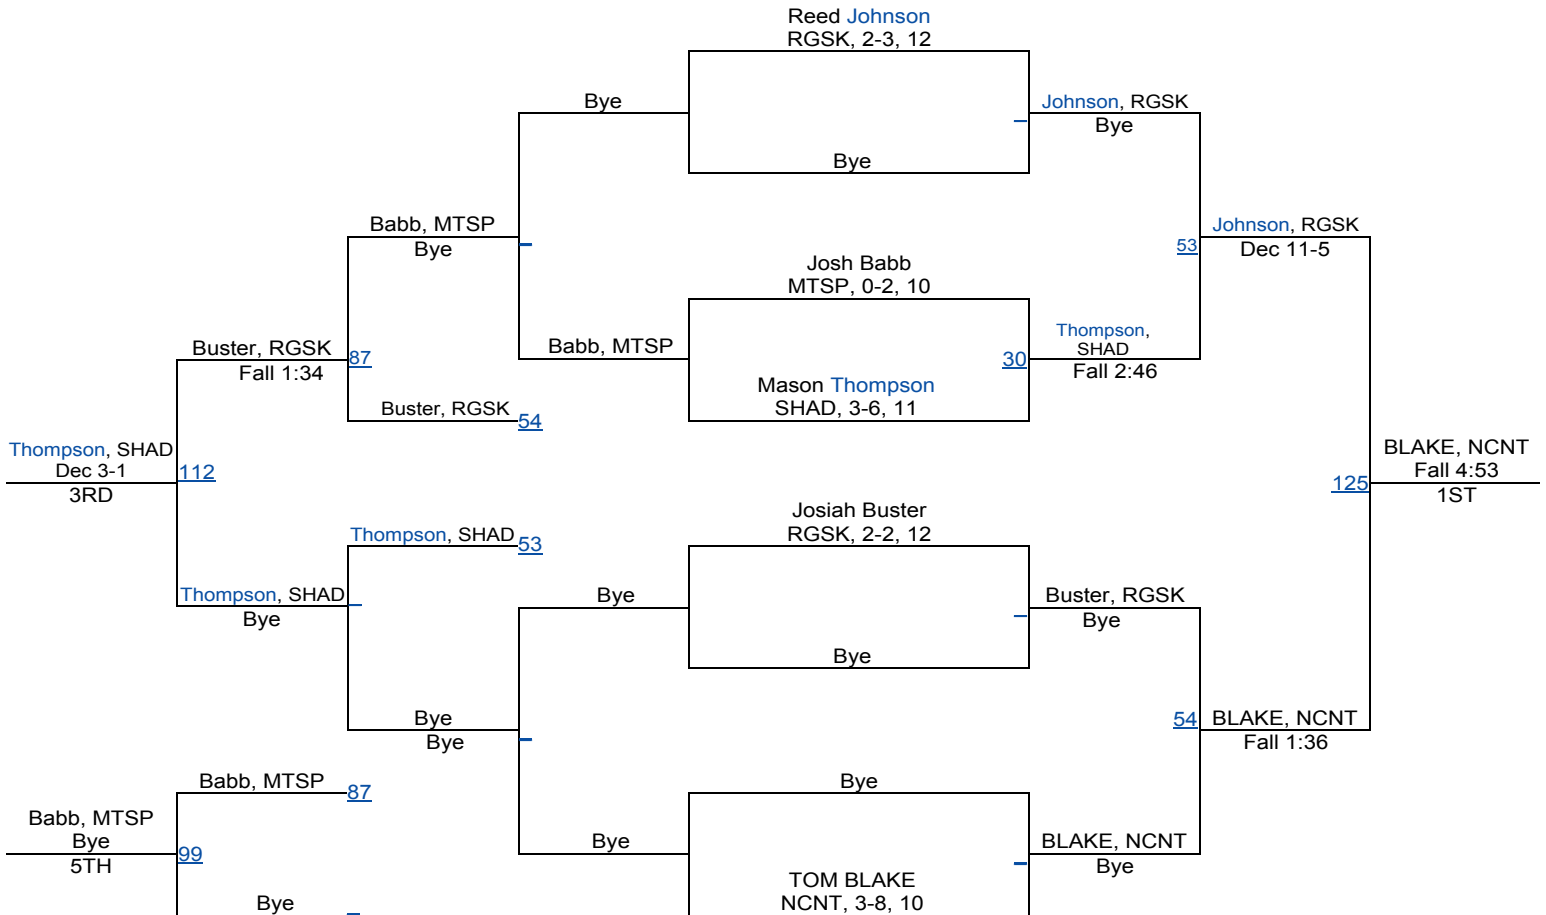 Reed Johnson
RGSK, 2-3, 12
Bye
Johnson, RGSK
Bye
Bye
Babb, MTSP
Bye
Johnson, RGSK
53
Dec 11-5
Josh Babb
MTSP, 0-2, 10
Buster, RGSK
87
Fall 1:34
Babb, MTSP
Thompson,
SHAD
30
Fall 2:46
Mason Thompson
SHAD, 3-6, 11
Buster, RGSK
54
Thompson, SHAD
Dec 3-1
112
3RD
BLAKE, NCNT
Fall 4:53
125
1ST
Josiah Buster
RGSK, 2-2, 12
Thompson, SHAD
53
Thompson, SHAD
Bye
Bye
Buster, RGSK
Bye
Bye
Bye
Bye
54
BLAKE, NCNT
Fall 1:36
Babb, MTSP
87
Bye
Babb, MTSP
Bye
99
5TH
Bye
BLAKE, NCNT
Bye
TOM BLAKE
NCNT, 3-8, 10
Bye